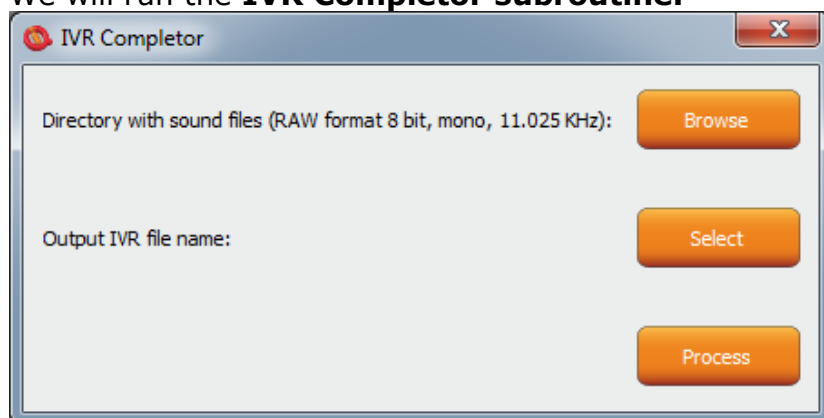 We will run the IVR Completor Subroutine.
IVR Completor
Directory with sound files (RAW format 8 bit, mono, 11.025 KHz): Browse
Output IVR file name: Select
Process